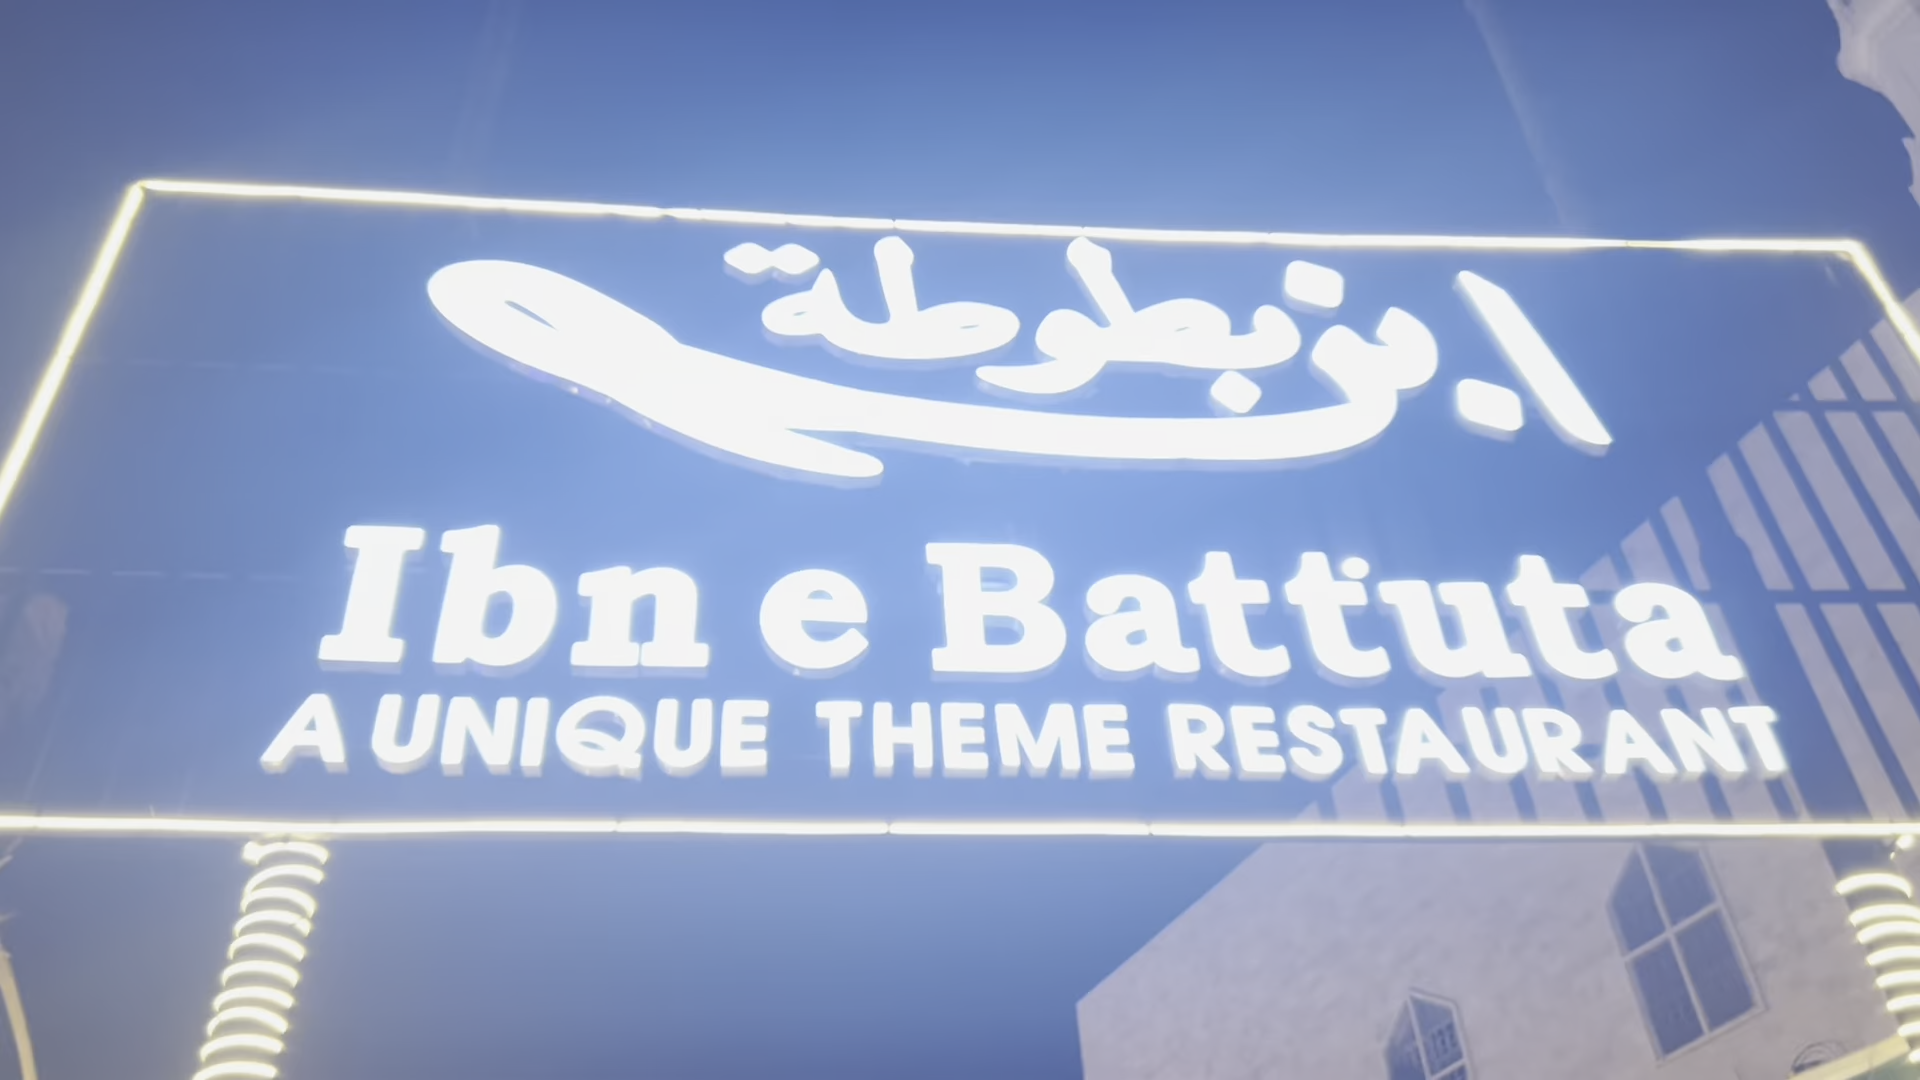 ابن بطوطة
Ibn e Battuta
A UNIQUE THEME RESTAURANT